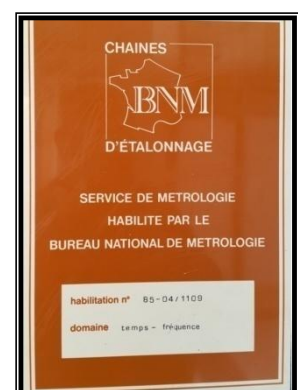 CHAINES
BNM
D'ÉTALONNAGE
SERVICE DE METROLOGIE
HABILITE PAR LE
BUREAU NATIONAL DE METROLOGIE
habilitation n° 85-04/1109
domaine temps - fréquence